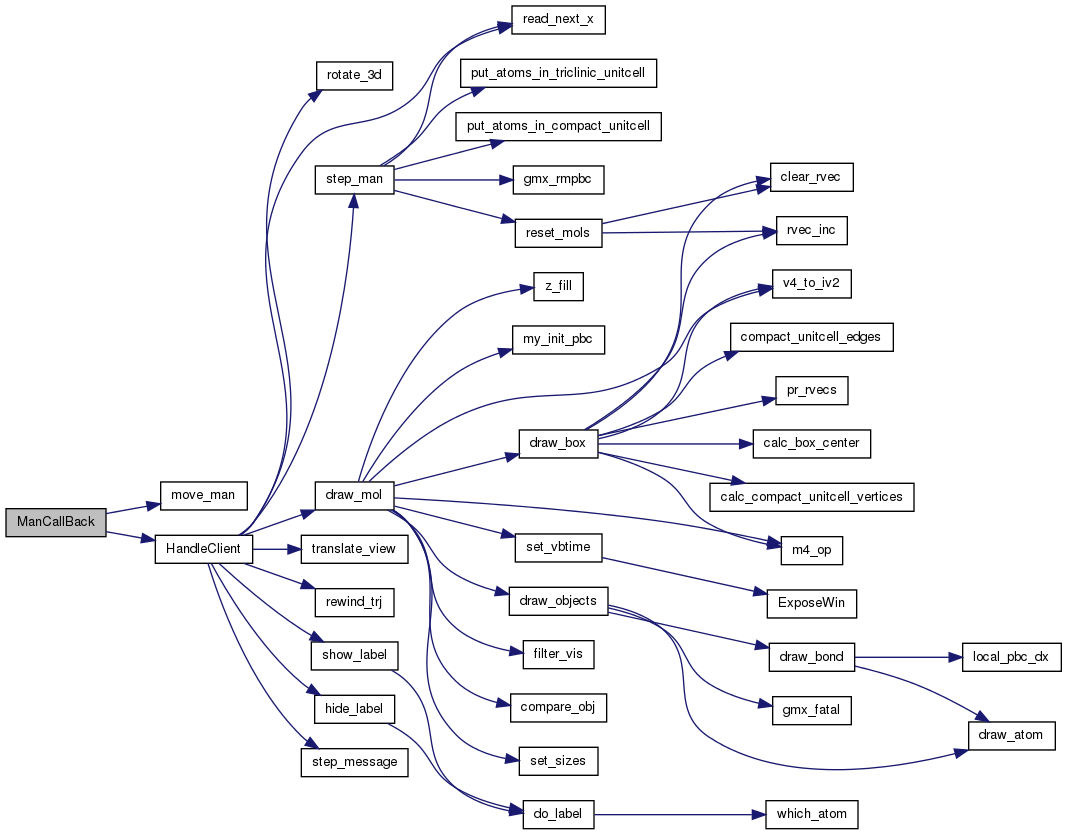 ManCallBack
move_man
HandleClient
rotate_3d
step_man
draw_mol
translate_view
rewind_trj
show_label
hide_label
step_message
read_next_x
put_atoms_in_triclinic_unitcell
put_atoms_in_compact_unitcell
gmx_rmpbc
reset_mols
z_fill
my_init_pbc
draw_box
set_vbtime
draw_objects
filter_vis
compare_obj
set_sizes
do_label
clear_rvec
rvec_inc
v4_to_iv2
compact_unitcell_edges
pr_rvecs
calc_box_center
calc_compact_unitcell_vertices
m4_op
ExposeWin
draw_bond
gmx_fatal
which_atom
local_pbc_dx
draw_atom